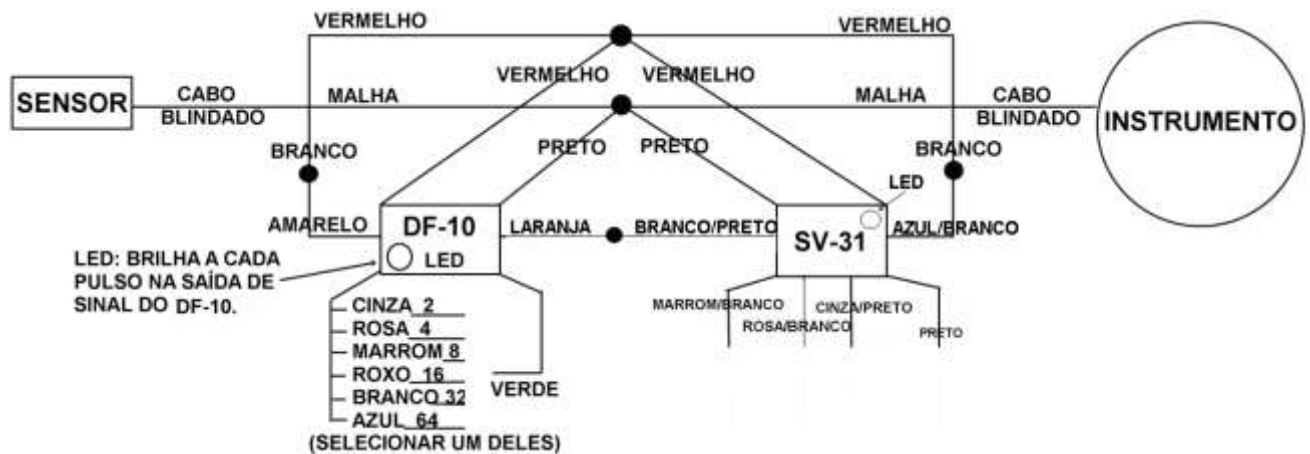 VERMELHO
VERMELHO
VERMELHO
VERMELHO
SENSOR
CABO
BLINDADO
MALHA
MALHA
CABO
BLINDADO
INSTRUMENTO
BRANCO
PRETO
PRETO
BRANCO
LED
AMARELO
DF-10
LED
LARANJA
BRANCO/PRETO
SV-31
AZUL/BRANCO
LED: BRILHA A CADA
PULSO NA SAÍDA DE
SINAL DO DF-10.
CINZA 2
ROSA 4
MARROM 8
ROXO 16
BRANCO 32
AZUL 64
(SELECIONAR UM DELES)
VERDE
MARROM/BRANCO
ROSA/BRANCO
CINZA/PRETO
PRETO